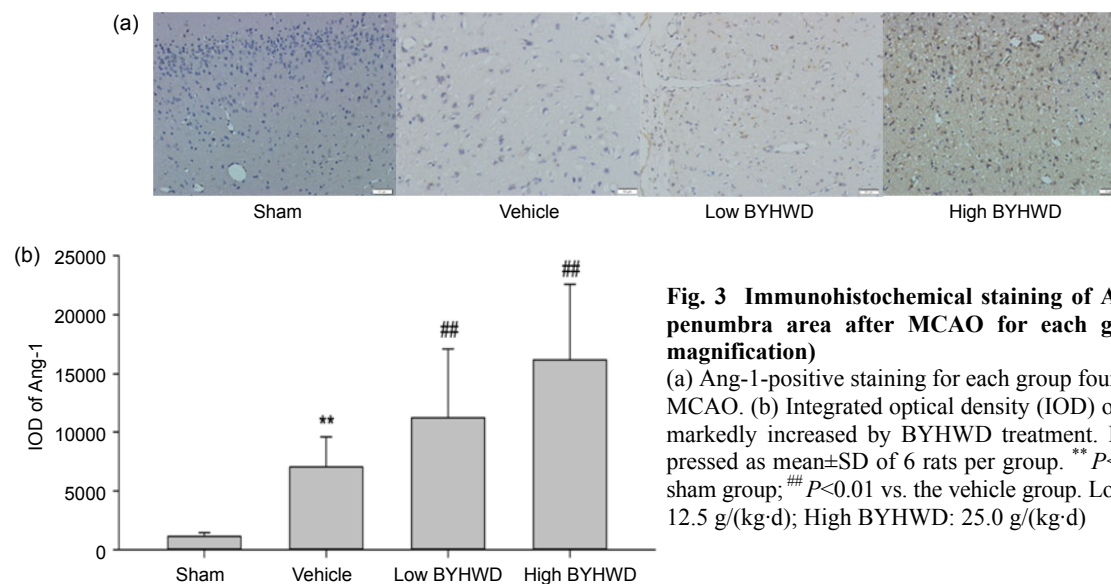 (a)
Sham Vehicle Low BYHWD High BYHWD
(b)
25000
20000
15000
10000
5000
0
IOD of Ang-1
**
##
##
Sham Vehicle Low BYHWD High BYHWD
Fig. 3 Immunohistochemical staining of
penumbra area after MCAO for each
magnification)
(a) Ang-1-positive staining for each group
MCAO. (b) Integrated optical density (IOD)
markedly increased by BYHWD treatment.
pressed as mean±SD of 6 rats per group. ** P<
sham group; ## P<0.01 vs. the vehicle group.
12.5 g/(kg·d); High BYHWD: 25.0 g/(kg·d)